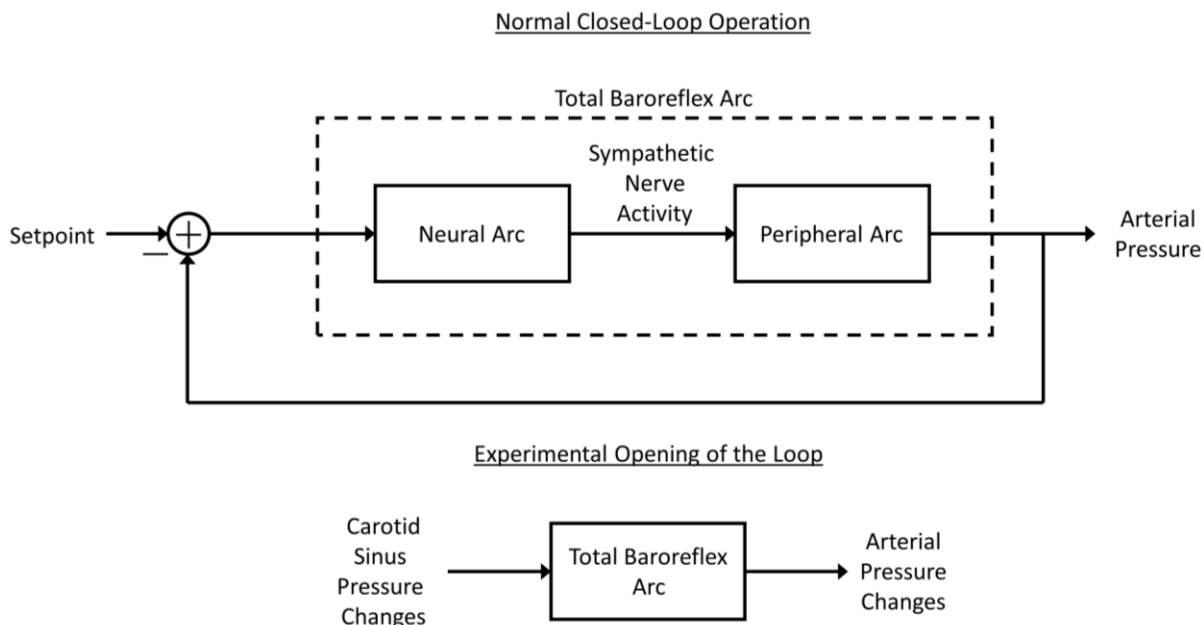 Normal Closed-Loop Operation
Total Baroreflex Arc
Sympathetic
Nerve
Activity
Setpoint
+
−
Neural Arc
Peripheral Arc
Arterial
Pressure
Experimental Opening of the Loop
Carotid
Sinus
Pressure
Changes
Total Baroreflex
Arc
Arterial
Pressure
Changes